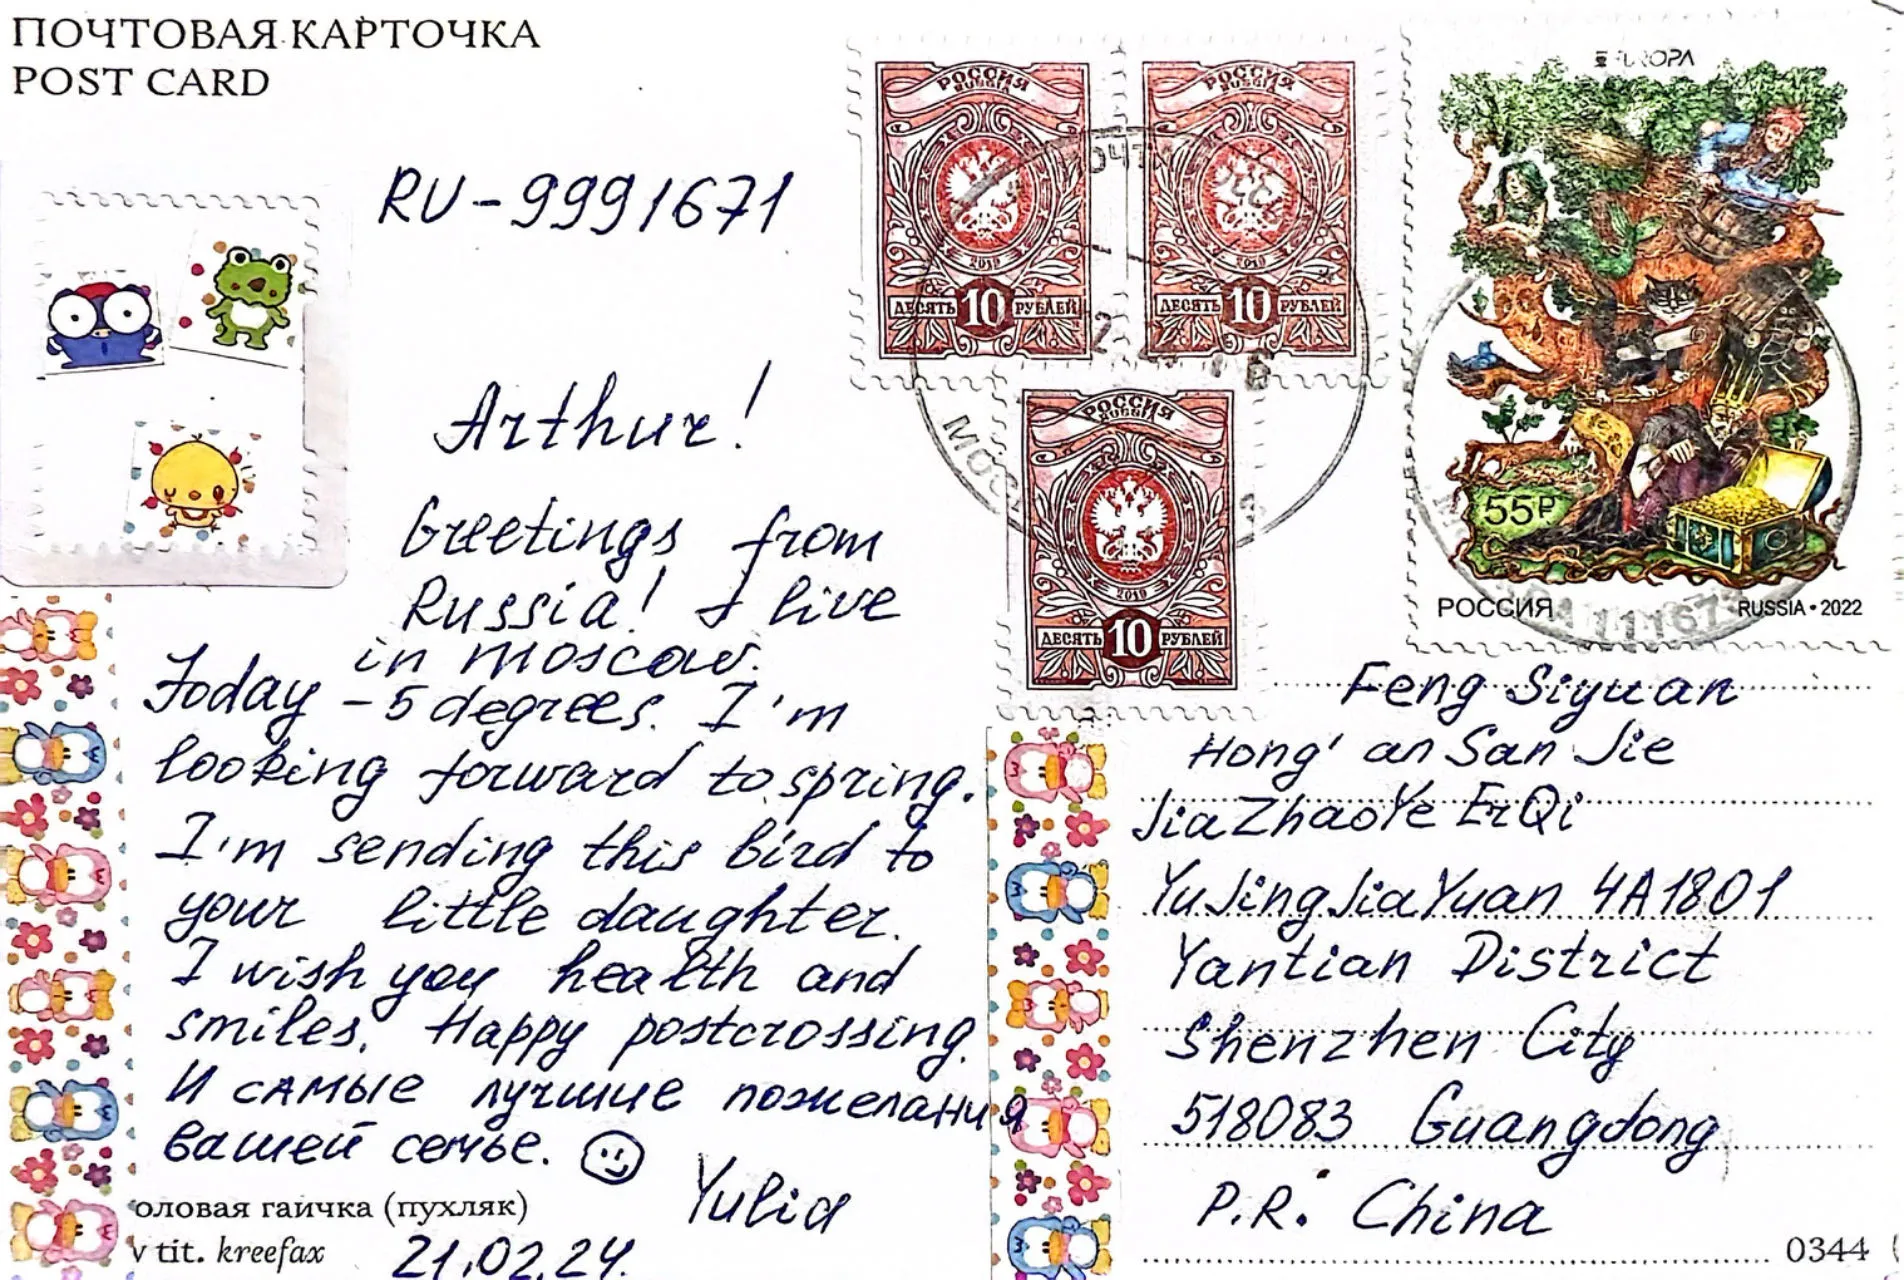 ПОЧТОВАЯ КАРТОЧКА
POST CARD
RU-9991671
Arthur!
Greetings from
Russia! I live
in Moscow.
Today -5 degrees. I'm
looking forward to spring.
I'm sending this bird to
your little daughter.
I wish you health and
smiles. Happy postcrossing.
И самые лучшие пожелания
вашей семье.
Yulia
оловая гаичка (пухляк)
v tit. kreefax
21.02.24.
РОССИЯ
RUSSIA
2019
ДЕСЯТЬ 10 РУБЛЕЙ
РОССИЯ
RUSSIA
2019
ДЕСЯТЬ 10 РУБЛЕЙ
РОССИЯ
RUSSIA
2019
ДЕСЯТЬ 10 РУБЛЕЙ
EUROPA
55₽
РОССИЯ RUSSIA•2022
Feng Siyuan
Hong' an San Jie
JiaZhaoYe ErQi
YuJingJiaYuan 4A1801
Yantian District
Shenzhen City
518083 Guangdong
P.R. China
0344